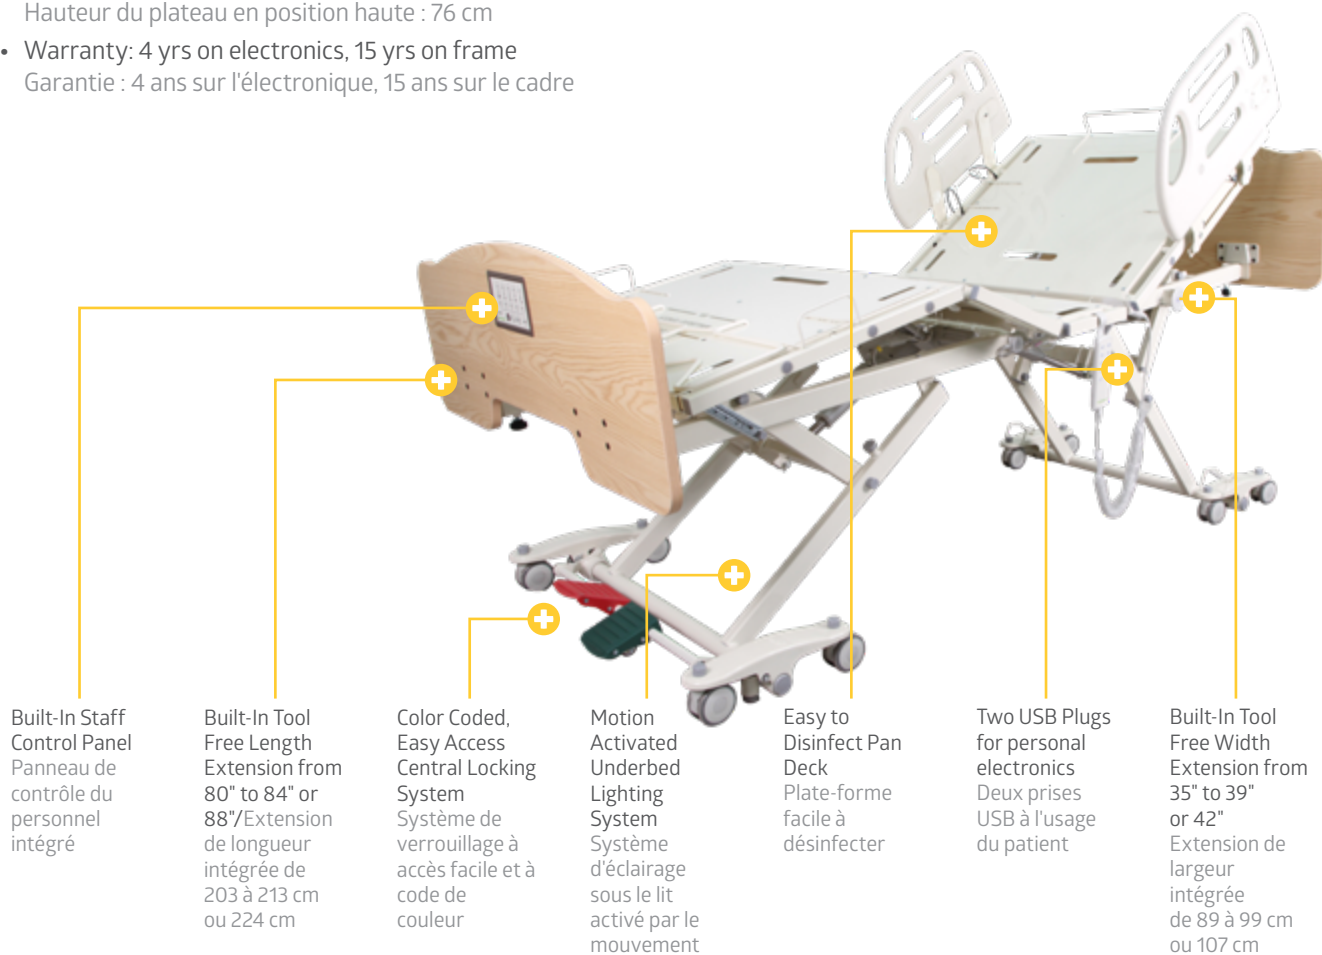 Hauteur du plateau en position haute : 76 cm
• Warranty: 4 yrs on electronics, 15 yrs on frame
Garantie : 4 ans sur l'électronique, 15 ans sur le cadre
Built-In Staff
Control Panel
Panneau de
contrôle du
personnel
intégré
Built-In Tool
Free Length
Extension from
80" to 84" or
88"/Extension
de longueur
intégrée de
203 à 213 cm
ou 224 cm
Color Coded,
Easy Access
Central Locking
System
Système de
verrouillage à
accès facile et à
code de
couleur
Motion
Activated
Underbed
Lighting
System
Système
d'éclairage
sous le lit
activé par le
mouvement
Easy to
Disinfect Pan
Deck
Plate-forme
facile à
désinfecter
Two USB Plugs
for personal
electronics
Deux prises
USB à l'usage
du patient
Built-In Tool
Free Width
Extension from
35" to 39"
or 42"
Extension de
largeur
intégrée
de 89 à 99 cm
ou 107 cm